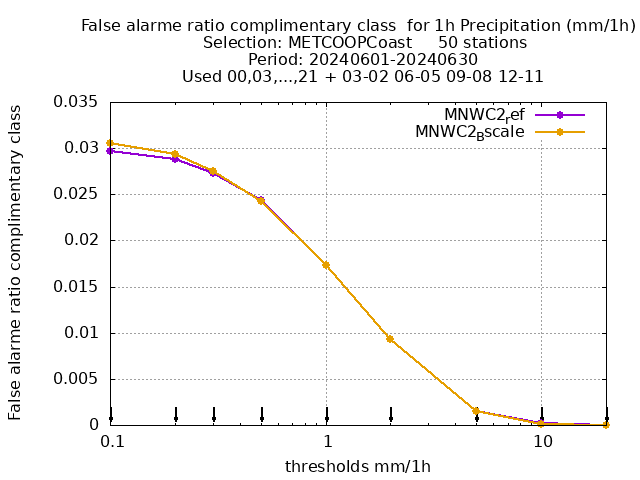 False alarme ratio complimentary class  for 1h Precipitation (mm/1h)
Selection: METCOOPCoast     50 stations
Period: 20240601-20240630
Used 00,03,...,21 + 03-02 06-05 09-08 12-11
MNWC2ref
MNWC2Bscale
0.035
0.03
0.025
0.02
0.015
0.01
0.005
0
False alarme ratio complimentary class
0.1
1
10
thresholds mm/1h